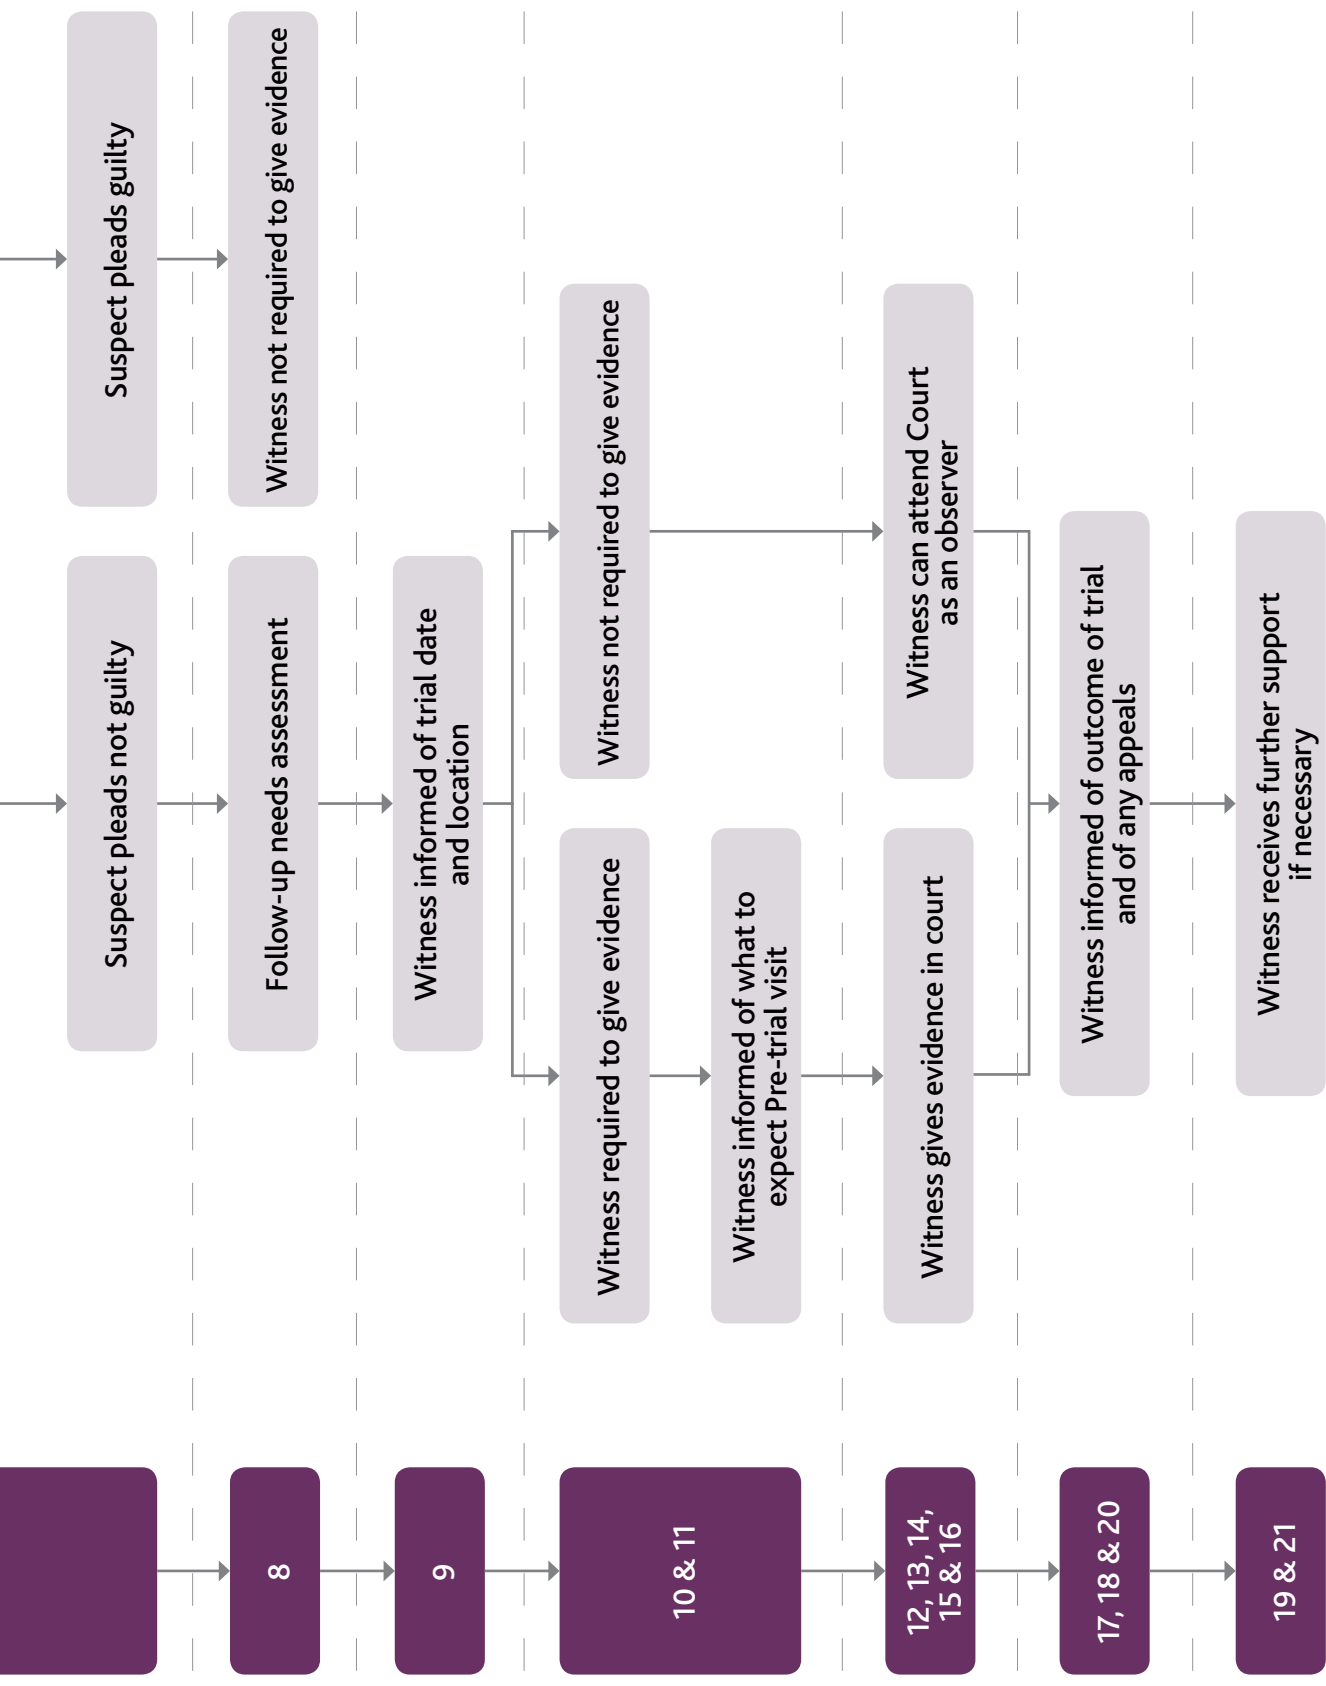 Suspect pleads guilty
Witness not required to give evidence
Suspect pleads not guilty
Follow-up needs assessment
Witness informed of trial date
and location
Witness not required to give evidence
Witness can attend Court
as an observer
Witness required to give evidence
Witness informed of what to
expect Pre-trial visit
Witness gives evidence in court
Witness informed of outcome of trial
and of any appeals
Witness receives further support
if necessary
8
9
10 & 11
12, 13, 14,
15 & 16
17, 18 & 20
19 & 21